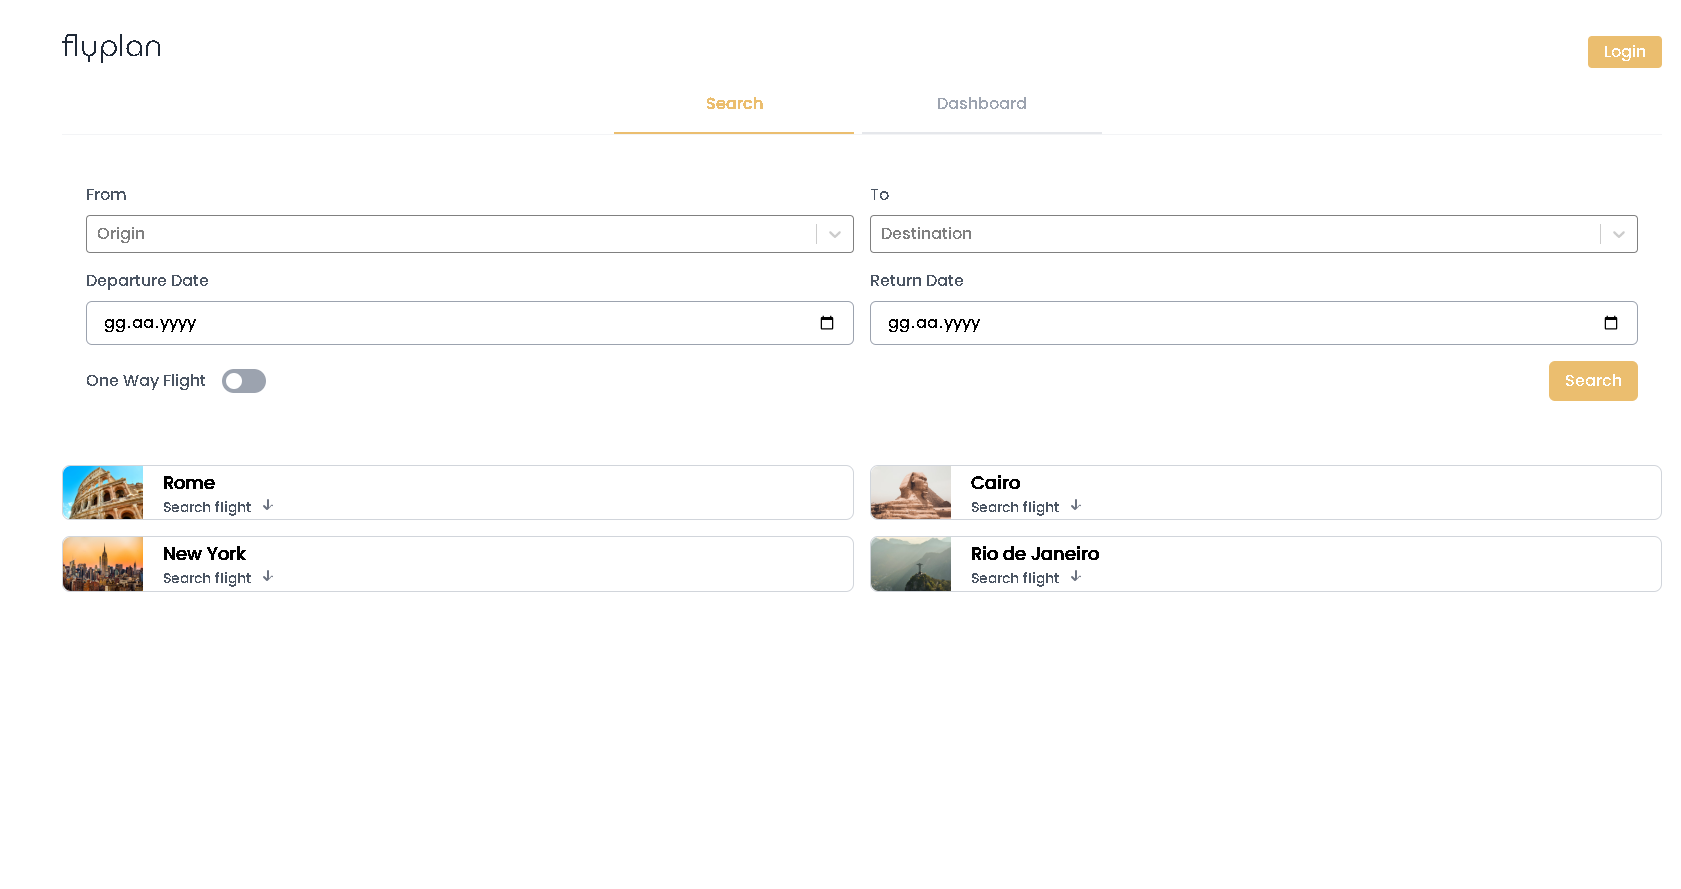 flyplan
Login
Search
Dashboard
From
To
Origin
Destination
Departure Date
Return Date
gg.aa.yyyy
gg.aa.yyyy
One Way Flight
Search
Rome
Search flight
Cairo
Search flight
New York
Search flight
Rio de Janeiro
Search flight